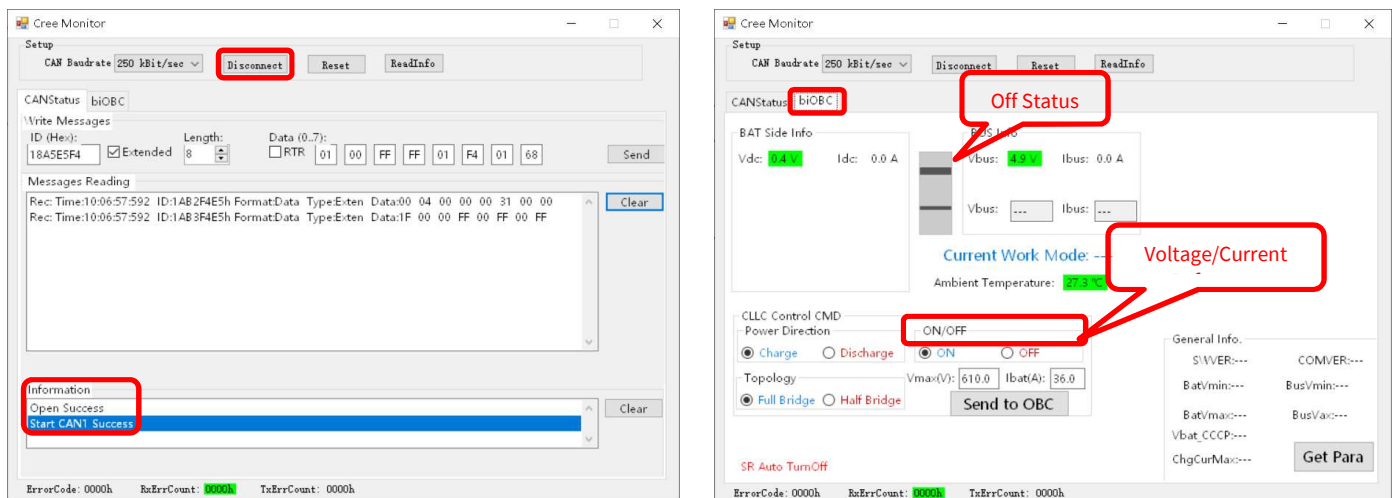 Cree Monitor
Setup
CAN Baudrate 250 kBit/sec Disconnect Reset ReadInfo
CANStatus biOBC
Write Messages
ID (Hex): Length: Data (0..7):
18A5E5F4 Extended 8 RTR 01 00 FF FF 01 F4 01 68 Send
Messages Reading
Rec: Time:10:06:57:592 ID:1AB2F4E5h Format:Data Type:Exten Data:00 04 00 00 00 31 00 00 Clear
Rec: Time:10:06:57:592 ID:1AB3F4E5h Format:Data Type:Exten Data:1F 00 00 FF 00 FF 00 FF
Information
Open Success Clear
Start CAN1 Success
ErrorCode: 0000h RxErrCount: 0000h TxErrCount: 0000h
Cree Monitor
Setup
CAN Baudrate 250 kBit/sec Disconnect Reset ReadInfo
CANStatus biOBC
Off Status
BAT Side Info BUS Info
Vdc: 0.4 V Idc: 0.0 A Vbus: 4.9 V Ibus: 0.0 A
Vbus: --- Ibus: ---
Current Work Mode: ---
Voltage/Current
Ambient Temperature: 27.3 ℃
CLLC Control CMD
Power Direction ON/OFF
Charge Discharge ON OFF
Topology Vmax(V): 610.0 Ibat(A): 36.0
Full Bridge Half Bridge Send to OBC
SR Auto TurnOff
General Info.
SWVER:--- COMVER:---
BatVmin:--- BusVmin:---
BatVmax:--- BusVax:---
Vbat_CCCP:---
ChgCurMax:--- Get Para
ErrorCode: 0000h RxErrCount: 0000h TxErrCount: 0000h